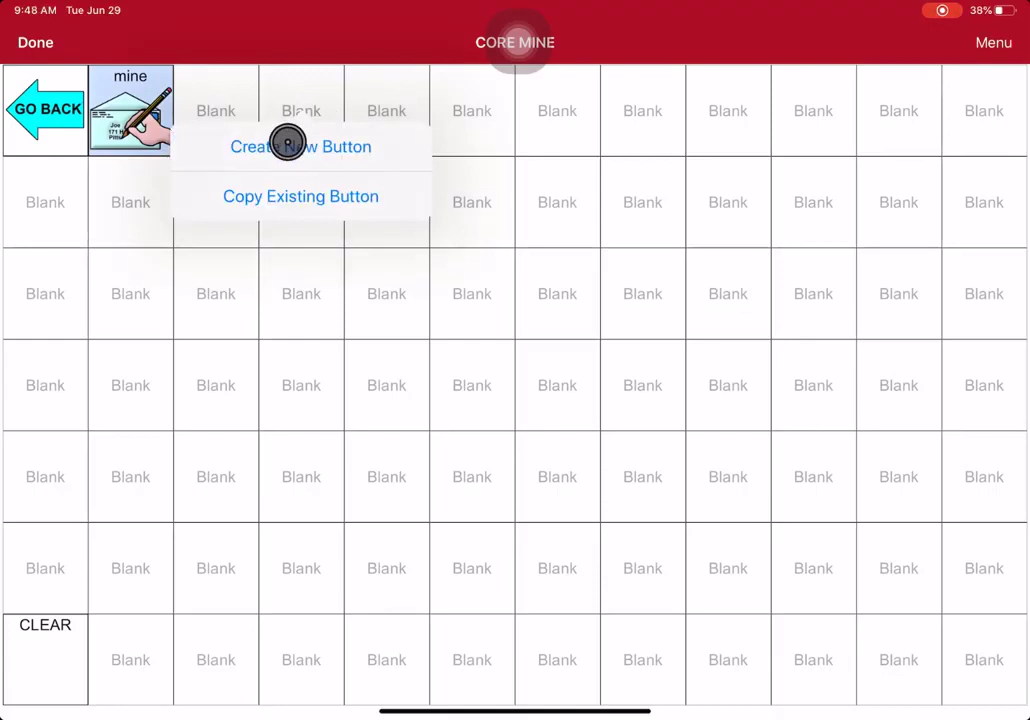 9:48 AM Tue Jun 29
38%
Done
CORE MINE
Menu
GO BACK
mine
Joe
171 H
Blank Blank Blank Blank Blank Blank Blank Blank Blank Blank
Create New Button
Copy Existing Button
Blank Blank Blank Blank Blank Blank Blank Blank Blank
Blank Blank Blank Blank Blank Blank Blank Blank Blank Blank Blank Blank
Blank Blank Blank Blank Blank Blank Blank Blank Blank Blank Blank Blank
Blank Blank Blank Blank Blank Blank Blank Blank Blank Blank Blank Blank
Blank Blank Blank Blank Blank Blank Blank Blank Blank Blank Blank Blank
CLEAR
Blank Blank Blank Blank Blank Blank Blank Blank Blank Blank Blank